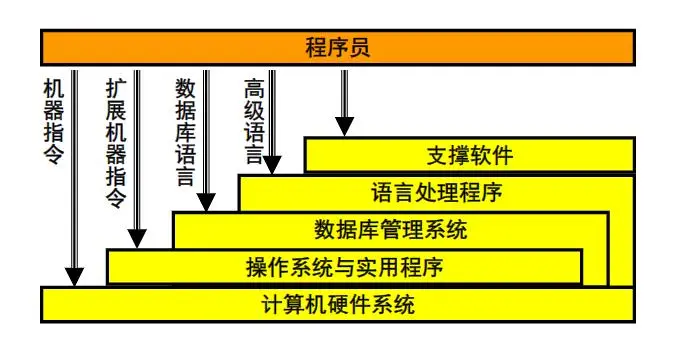 程序员
机器指令
扩展机器指令
数据库语言
高级语言
支撑软件
语言处理程序
数据库管理系统
操作系统与实用程序
计算机硬件系统